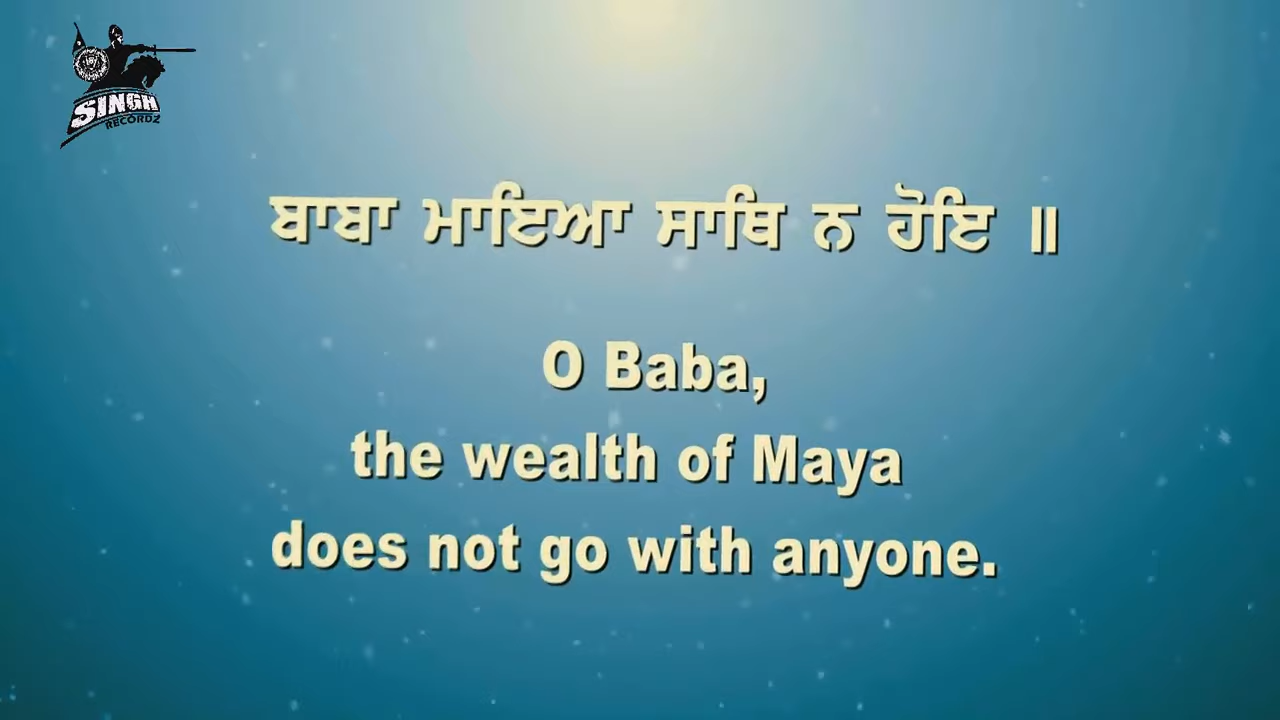 SINGH
RECORDZ
ਬਾਬਾ ਮਾਇਆ ਸਾਥਿ ਨ ਹੋਇ ॥
O Baba,
the wealth of Maya
does not go with anyone.